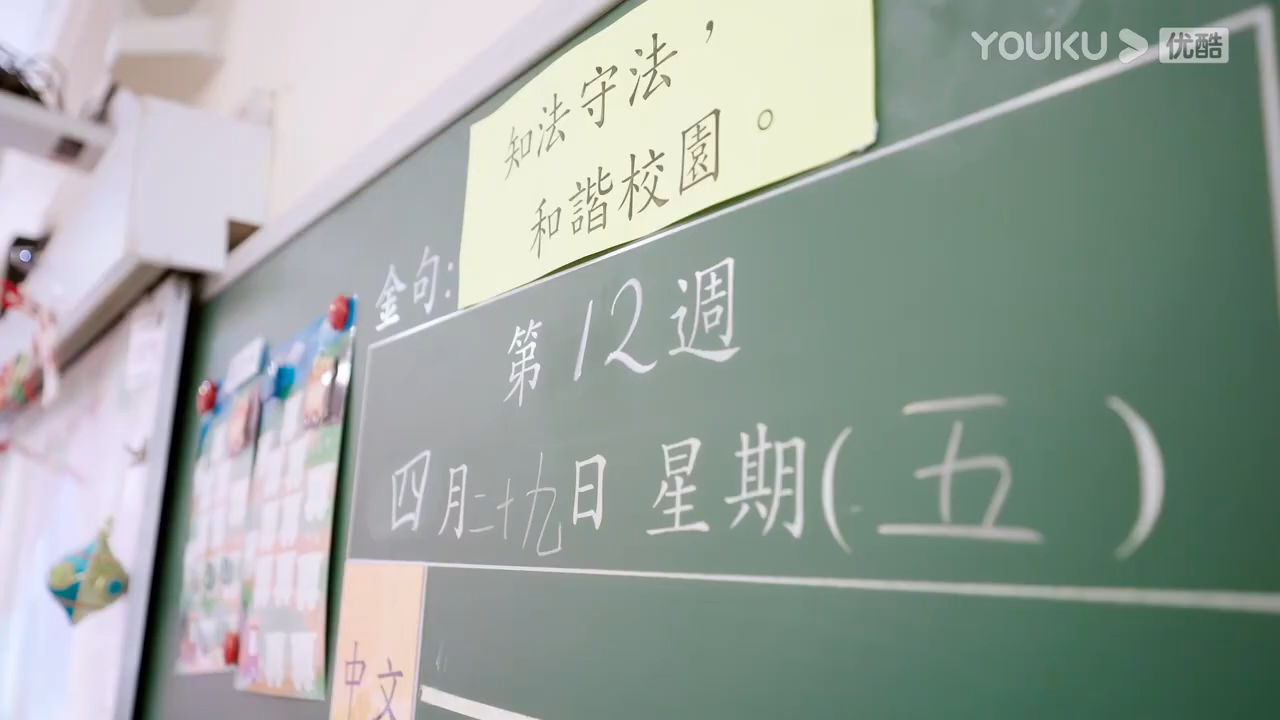 YOUKU 优酷
知法守法，
和諧校園。
金句:
第12週
四月二十九日 星期(五)
中文